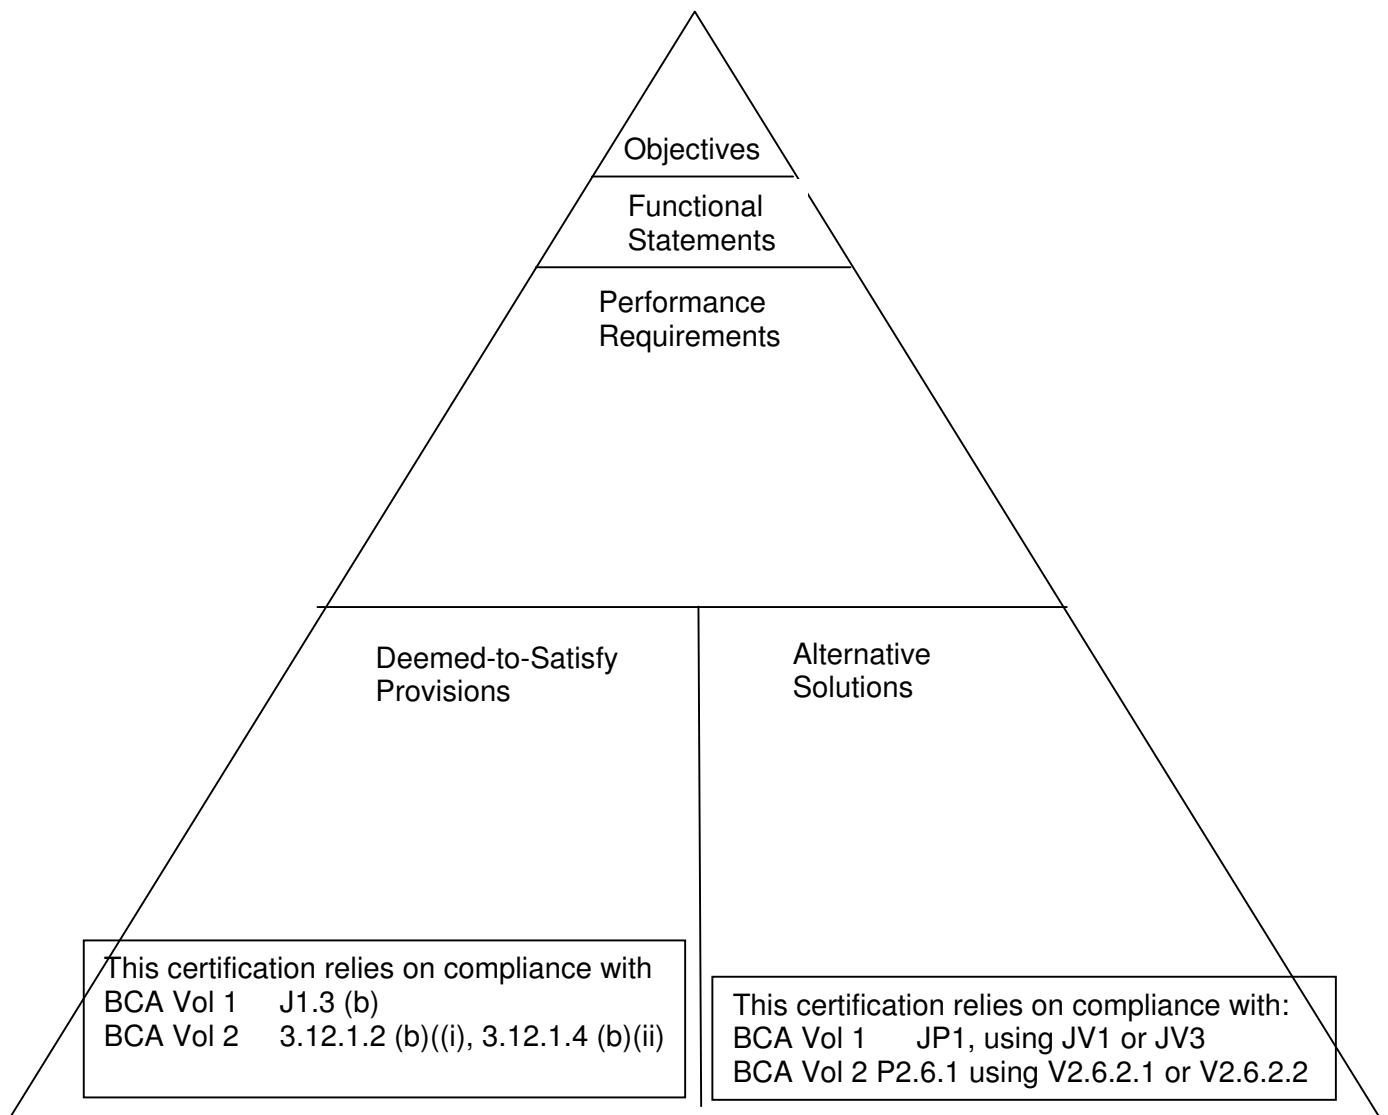 Objectives
Functional
Statements
Performance
Requirements
Deemed-to-Satisfy
Provisions
Alternative
Solutions
This certification relies on compliance with
BCA Vol 1 J1.3 (b)
BCA Vol 2 3.12.1.2 (b)((i), 3.12.1.4 (b)(ii)
This certification relies on compliance with:
BCA Vol 1 JP1, using JV1 or JV3
BCA Vol 2 P2.6.1 using V2.6.2.1 or V2.6.2.2